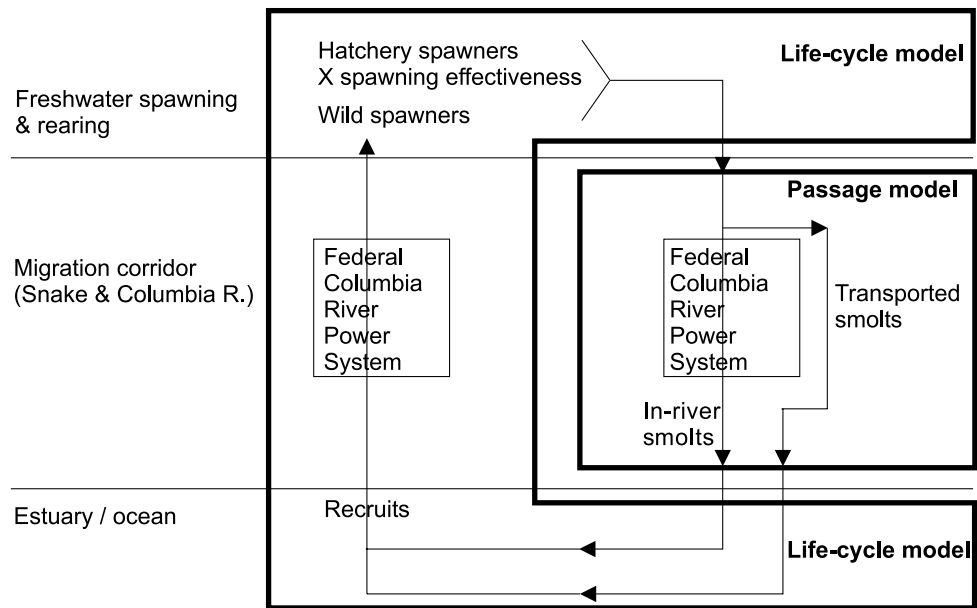 Life-cycle model
Hatchery spawners
X spawning effectiveness
Wild spawners
Freshwater spawning
& rearing
Passage model
Migration corridor
(Snake & Columbia R.)
Federal
Columbia
River
Power
System
Federal
Columbia
River
Power
System
Transported
smolts
In-river
smolts
Estuary / ocean
Recruits
Life-cycle model